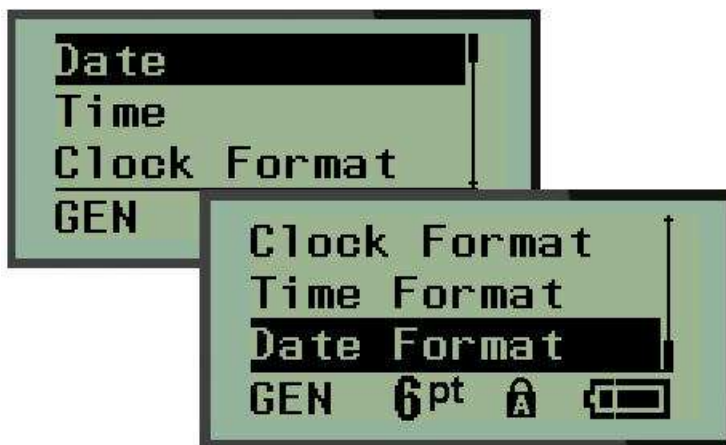 Date
Time
Clock Format
GEN
Clock Format
Time Format
Date Format
GEN 6pt A